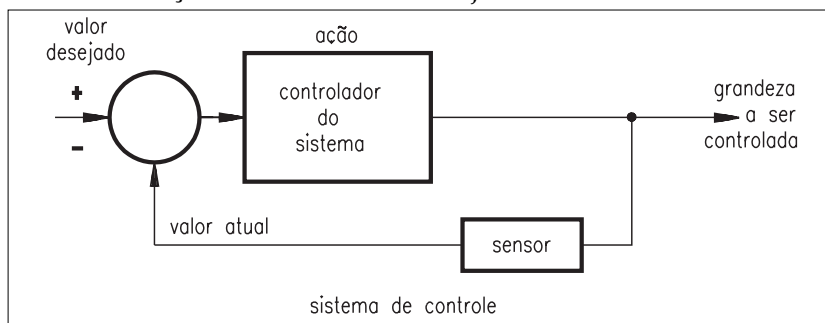 valor
desejado
+
-
ação
controlador
do
sistema
grandeza
a ser
controlada
valor atual
sensor
sistema de controle